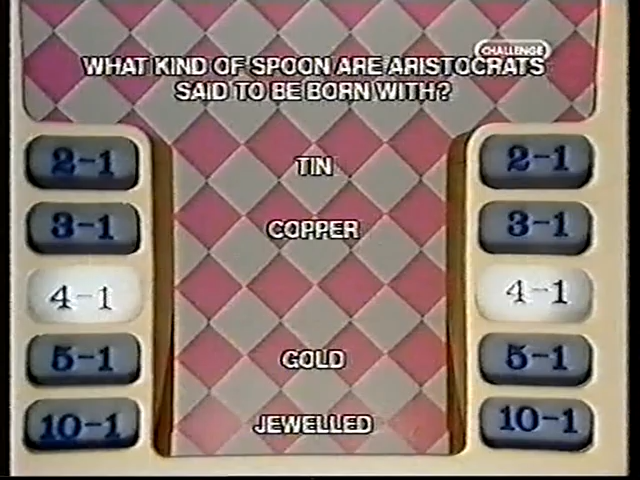 CHALLENGE
WHAT KIND OF SPOON ARE ARISTOCRATS
SAID TO BE BORN WITH?
2-1 TIN 2-1
3-1 COPPER 3-1
4-1 4-1
5-1 GOLD 5-1
10-1 JEWELLED 10-1